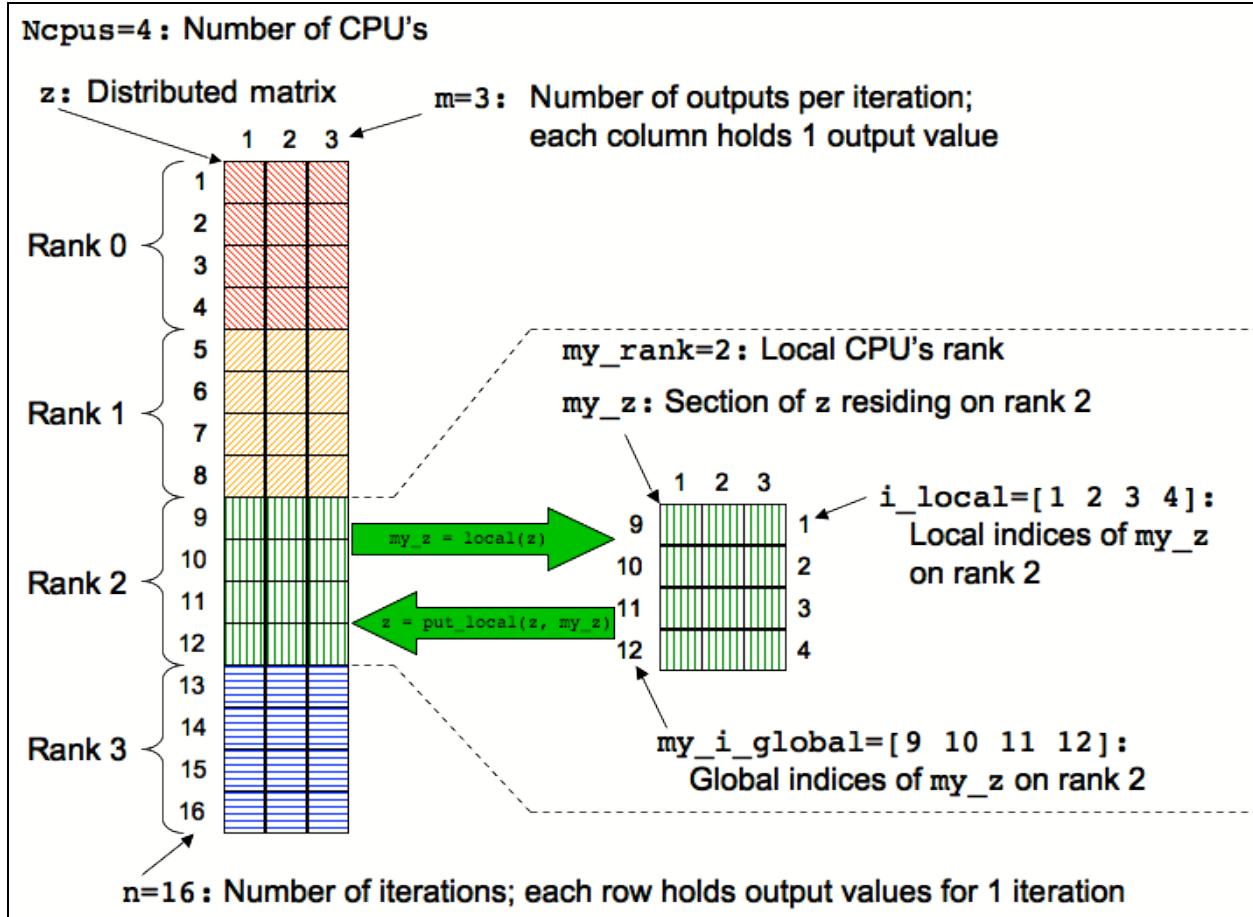 Ncpus=4: Number of CPU's
z: Distributed matrix
m=3: Number of outputs per iteration;
each column holds 1 output value
1 2 3
1
2
Rank 0
3
4
5
6
Rank 1
7
8
my_rank=2: Local CPU's rank
my_z: Section of z residing on rank 2
9
10
Rank 2
11
12
my_z = local(z)
z = put_local(z, my_z)
1 2 3
9
10
11
12
1
2
3
4
i_local=[1 2 3 4]:
Local indices of my_z
on rank 2
13
14
Rank 3
15
16
my_i_global=[9 10 11 12]:
Global indices of my_z on rank 2
n=16: Number of iterations; each row holds output values for 1 iteration